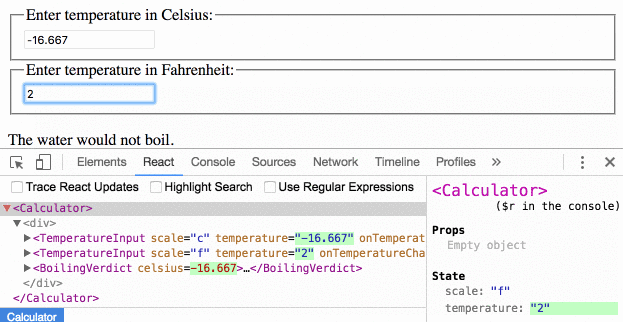 Enter temperature in Celsius:
-16.667
Enter temperature in Fahrenheit:
2
The water would not boil.
Elements React Console Sources Network Timeline Profiles »
Trace React Updates Highlight Search Use Regular Expressions
<Calculator>
<div>
<TemperatureInput scale="c" temperature="-16.667" onTemperat
<TemperatureInput scale="f" temperature="2" onTemperatureCha
<BoilingVerdict celsius=-16.667>…</BoilingVerdict>
</div>
</Calculator>
Calculator
<Calculator>
($r in the console)
Props
Empty object
State
scale: "f"
temperature: "2"